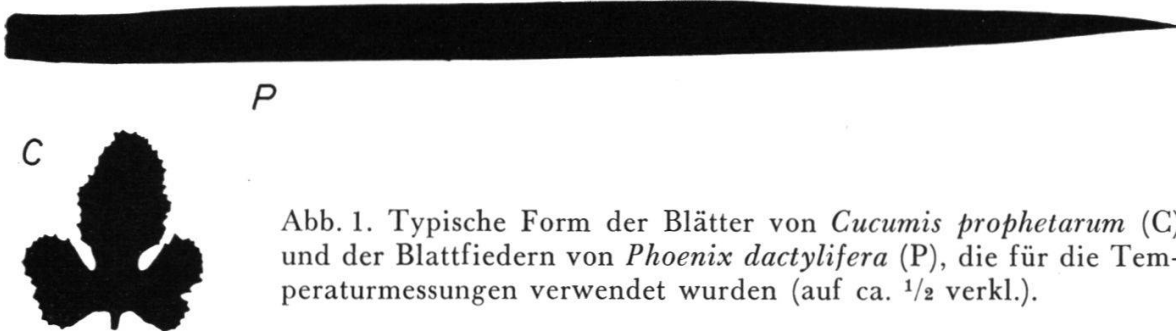 P
C
Abb. 1. Typische Form der Blätter von Cucumis prophetarum (C)
und der Blattfiedern von Phoenix dactylifera (P), die für die Tem-
peraturmessungen verwendet wurden (auf ca. 1/2 verkl.).